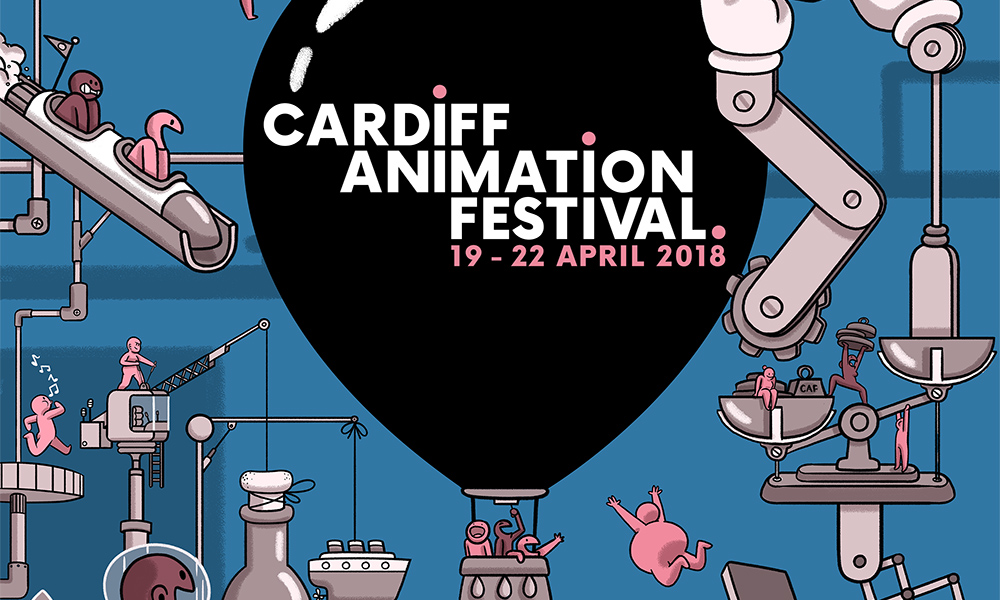 CARDIFF
ANIMATION
FESTIVAL.
19 - 22 APRIL 2018
CAF